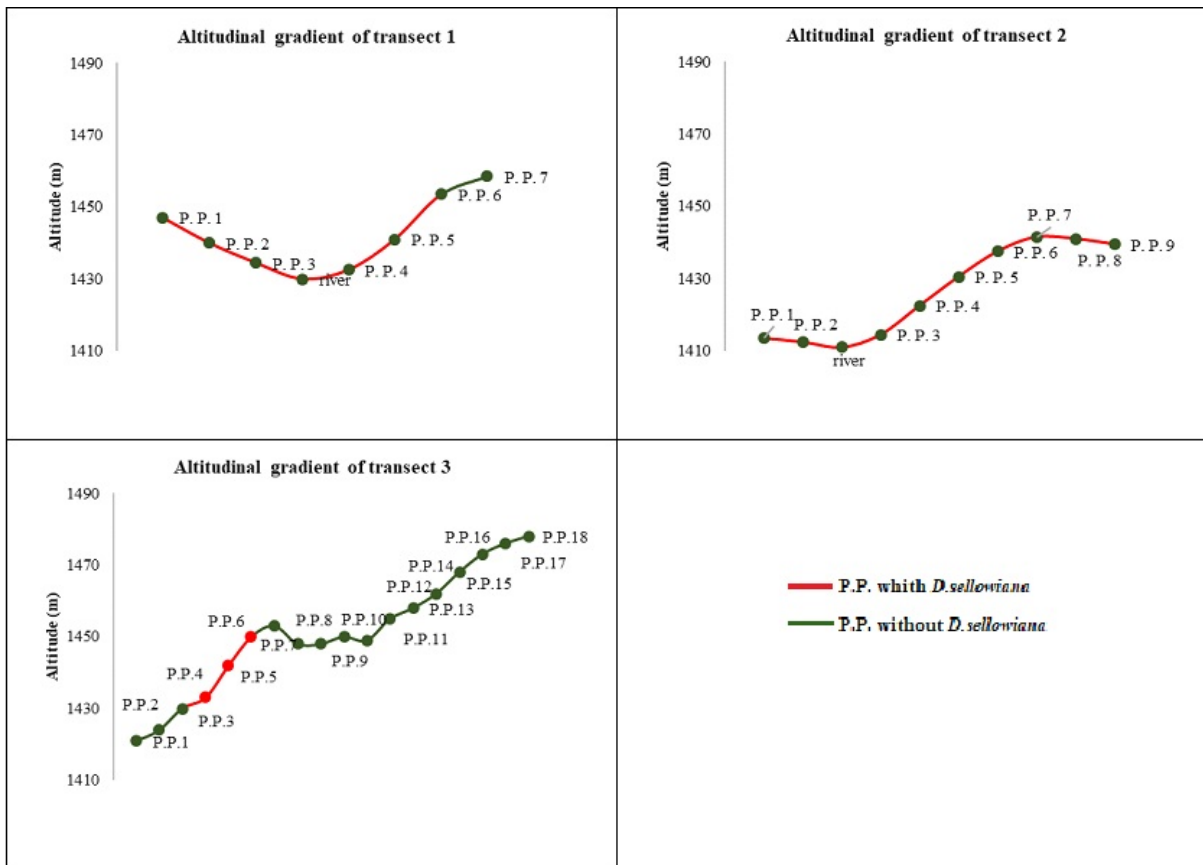 Altitudinal gradient of transect 1
1490
1470
1450
1430
1410
Altitude (m)
P. P. 1
P. P. 2
P. P. 3
river
P. P. 4
P. P. 5
P. P. 6
P. P. 7
Altitudinal gradient of transect 2
1490
1470
1450
1430
1410
Altitude (m)
P. P. 1
P. P. 2
river
P. P. 3
P. P. 4
P. P. 5
P. P. 6
P. P. 7
P. P. 8
P. P. 9
Altitudinal gradient of transect 3
1490
1470
1450
1430
1410
Altitude (m)
P.P.1
P.P.2
P.P.3
P.P.4
P.P.5
P.P.6
P.P.7
P.P.8
P.P.9
P.P.10
P.P.11
P.P.12
P.P.13
P.P.14
P.P.15
P.P.16
P.P.17
P.P.18
P.P. whith D.sellowiana
P.P. without D.sellowiana